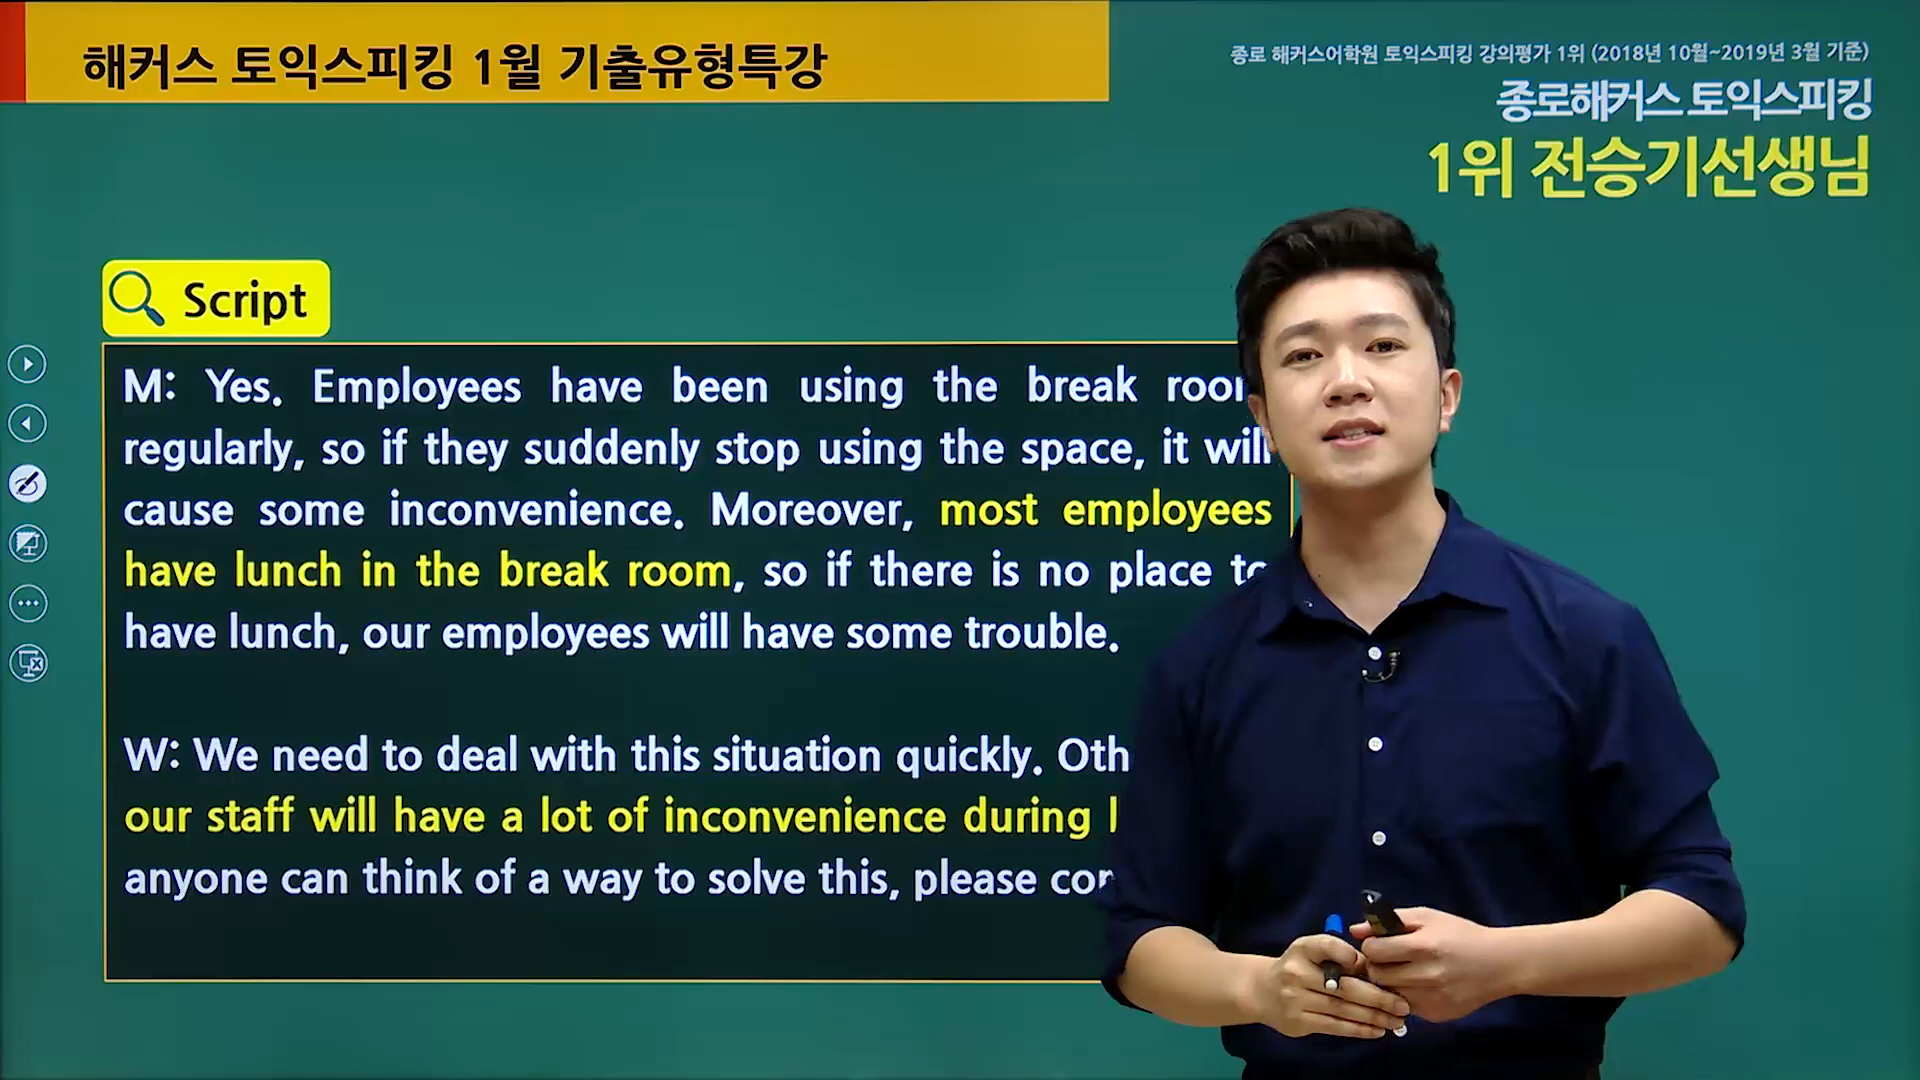 해커스 토익스피킹 1월 기출유형특강
종로 해커스어학원 토익스피킹 강의평가 1위 (2018년 10월~2019년 3월 기준)
종로해커스 토익스피킹
1위 전승기선생님
Script
M: Yes. Employees have been using the break room
regularly, so if they suddenly stop using the space, it will
cause some inconvenience. Moreover, most employees
have lunch in the break room, so if there is no place to
have lunch, our employees will have some trouble.
W: We need to deal with this situation quickly.
our staff will have a lot of inconvenience during
anyone can think of a way to solve this, please